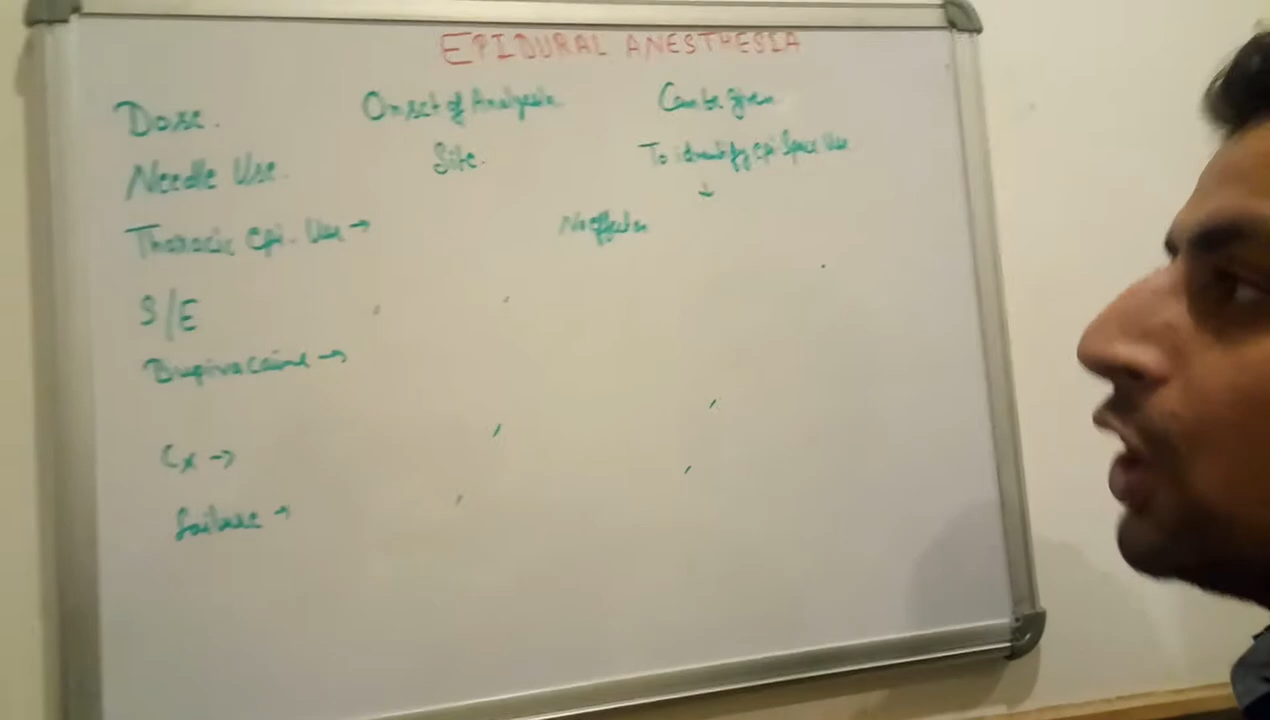 EPIDURAL ANESTHESIA
Dose. Onset of Analgesia Can be given
Needle Use. Site. To identify epi Space Use
↓
Thoracic Epi. Use → No effect on
S/E
Bupivacaine →
Cx →
failure →